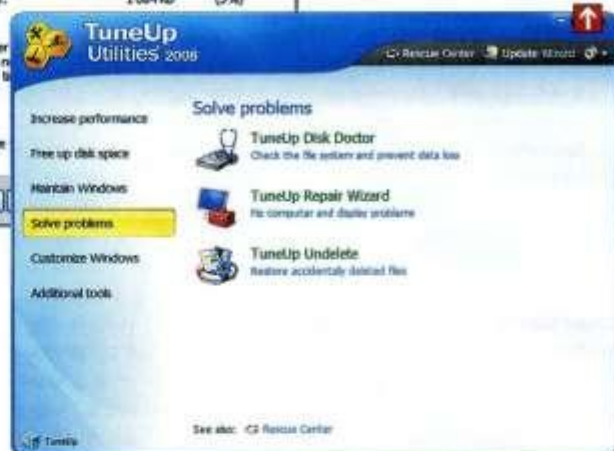 (5%)
TuneUp
Utilities 2008
Rescue Center Update Wizard
Solve problems
Increase performance
TuneUp Disk Doctor
Check the file system and prevent data loss
Free up disk space
TuneUp Repair Wizard
Fix computer and display problems
Maintain Windows
Solve problems
TuneUp Undelete
Restore accidentally deleted files
Customize Windows
Additional tools
See also: Rescue Center
TuneUp